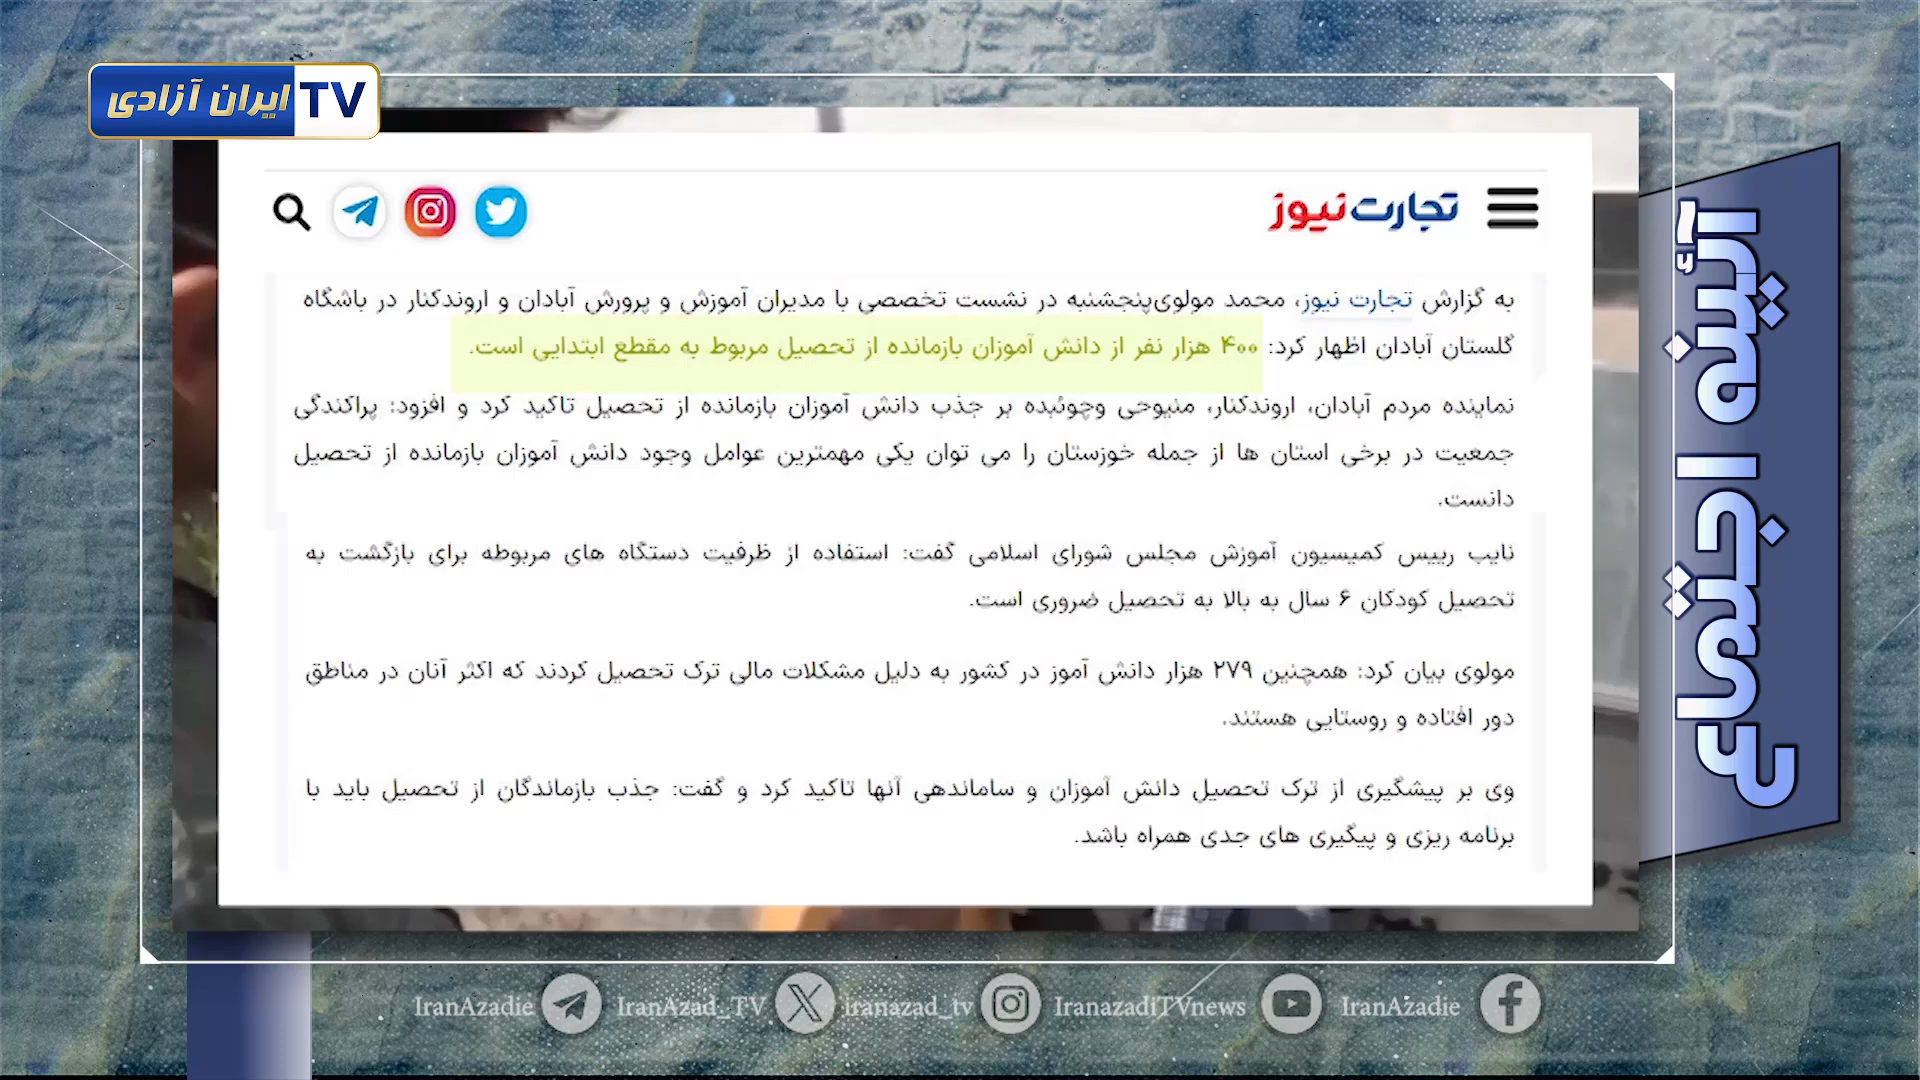 TV ایران آزادی
تجارت نیوز
به گزارش تجارت نیوز، محمد مولوی‌پنجشنبه در نشست تخصصی با مدیران آموزش و پرورش آبادان و اروندکنار در باشگاه
گلستان آبادان اظهار کرد: ۴۰۰ هزار نفر از دانش آموزان بازمانده از تحصیل مربوط به مقطع ابتدایی است.
نماینده مردم آبادان، اروندکنار، منیوحی وچوئبده بر جذب دانش آموزان بازمانده از تحصیل تاکید کرد و افزود: پراکندگی
جمعیت در برخی استان ها از جمله خوزستان را می توان یکی مهمترین عوامل وجود دانش آموزان بازمانده از تحصیل
دانست.
نایب رییس کمیسیون آموزش مجلس شورای اسلامی گفت: استفاده از ظرفیت دستگاه های مربوطه برای بازگشت به
تحصیل کودکان ۶ سال به بالا به تحصیل ضروری است.
مولوی بیان کرد: همچنین ۲۷۹ هزار دانش آموز در کشور به دلیل مشکلات مالی ترک تحصیل کردند که اکثر آنان در مناطق
دور افتاده و روستایی هستند.
وی بر پیشگیری از ترک تحصیل دانش آموزان و ساماندهی آنها تاکید کرد و گفت: جذب بازماندگان از تحصیل باید با
برنامه ریزی و پیگیری های جدی همراه باشد.
آئینه اجتماع
IranAzadie IranAzad_TV iranazad_tv IranazadiTVnews IranAzadie